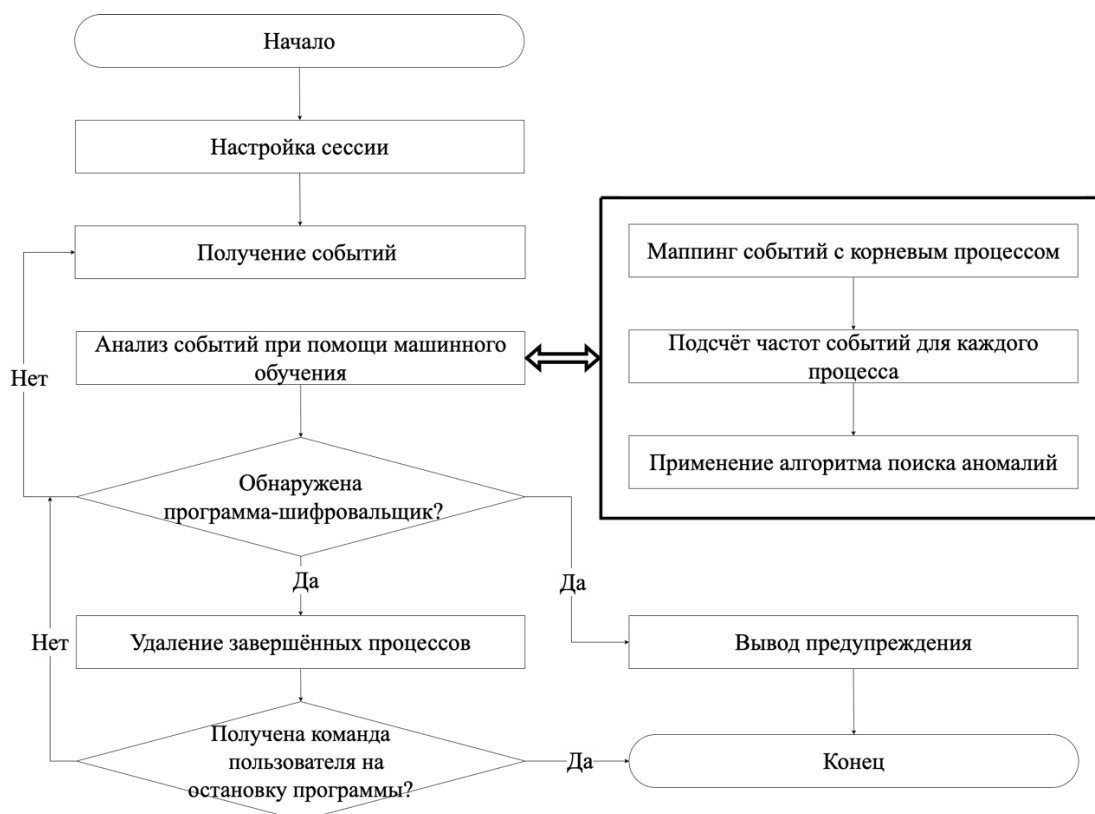 Начало
Настройка сессии
Получение событий
Анализ событий при помощи машинного
обучения
Нет
Обнаружена
программа-шифровальщик?
Да
Да
Удаление завершённых процессов
Нет
Получена команда
пользователя на
остановку программы?
Да
Маппинг событий с корневым процессом
Подсчёт частот событий для каждого
процесса
Применение алгоритма поиска аномалий
Вывод предупреждения
Конец